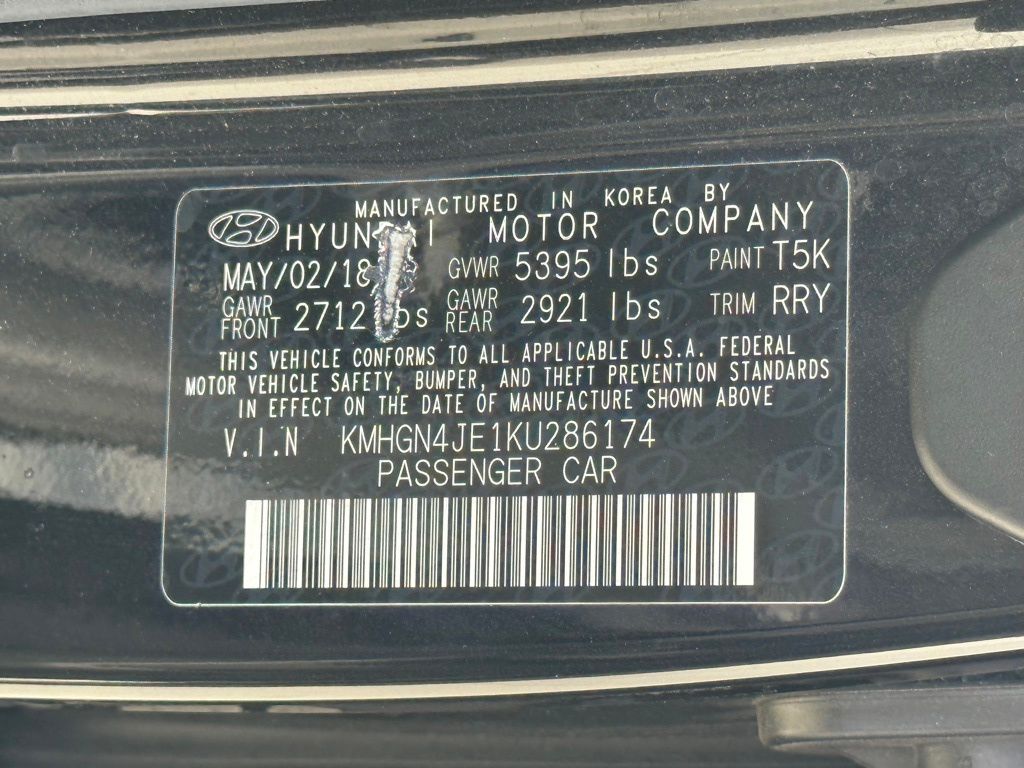 MANUFACTURED IN KOREA BY
MOTOR COMPANY
MAY/02/18 GVWR 5395 lbs PAINT T5K
GAWR FRONT 2712 GAWR REAR 2921 lbs TRIM RRY
THIS VEHICLE CONFORMS TO ALL APPLICABLE U.S.A. FEDERAL
MOTOR VEHICLE SAFETY, BUMPER, AND THEFT PREVENTION STANDARDS
IN EFFECT ON THE DATE OF MANUFACTURE SHOWN ABOVE
V.I.N KMHGN4JE1KU286174
PASSENGER CAR